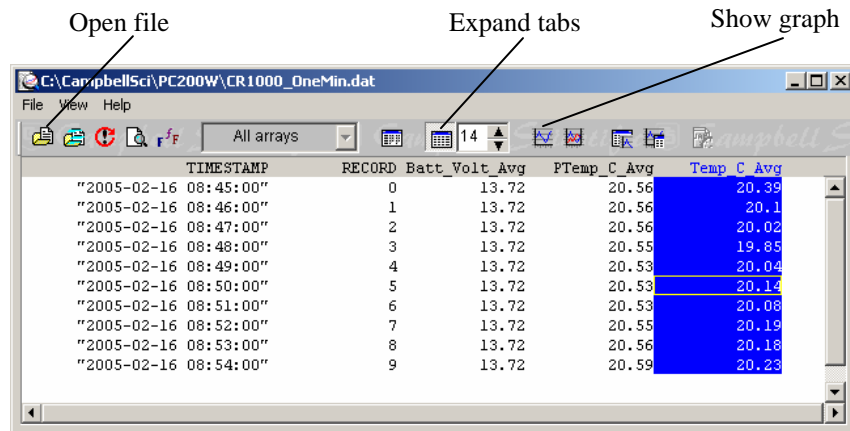 Open file Expand tabs Show graph
C:\CampbellSci\PC200W\CR1000_OneMin.dat
File View Help
All arrays 14
TIMESTAMP RECORD Batt_Volt_Avg PTemp_C_Avg Temp_C_Avg
"2005-02-16 08:45:00" 0 13.72 20.56 20.39
"2005-02-16 08:46:00" 1 13.72 20.56 20.1
"2005-02-16 08:47:00" 2 13.72 20.56 20.02
"2005-02-16 08:48:00" 3 13.72 20.55 19.85
"2005-02-16 08:49:00" 4 13.72 20.53 20.04
"2005-02-16 08:50:00" 5 13.72 20.53 20.14
"2005-02-16 08:51:00" 6 13.72 20.53 20.08
"2005-02-16 08:52:00" 7 13.72 20.55 20.19
"2005-02-16 08:53:00" 8 13.72 20.56 20.18
"2005-02-16 08:54:00" 9 13.72 20.59 20.23